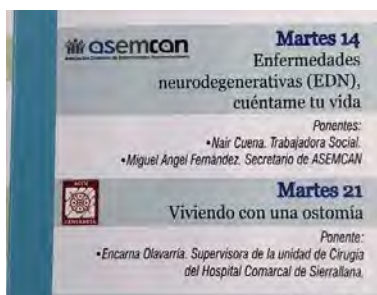 asemcan
Martes 14
Enfermedades
neurodegenerativas (EDN),
cuéntame tu vida
Ponentes:
•Nair Cuena. Trabajadora Social.
•Miguel Angel Fernández. Secretario de ASEMCAN
Martes 21
Viviendo con una ostomía
Ponente:
•Encarna Olavarría. Supervisora de la unidad de Cirugía
del Hospital Comarcal de Sierrallana.